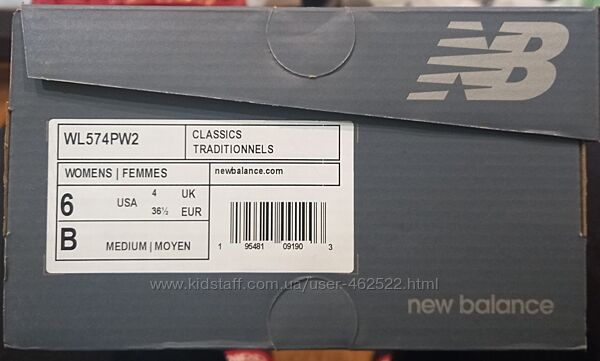 NB
WL574PW2
CLASSICS
TRADITIONNELS
WOMENS | FEMMES
newbalance.com
6 USA 4 UK
36½ EUR
B MEDIUM | MOYEN
1 95481 09190 3
www.kidstaff.com.ua/user-462522.html
new balance